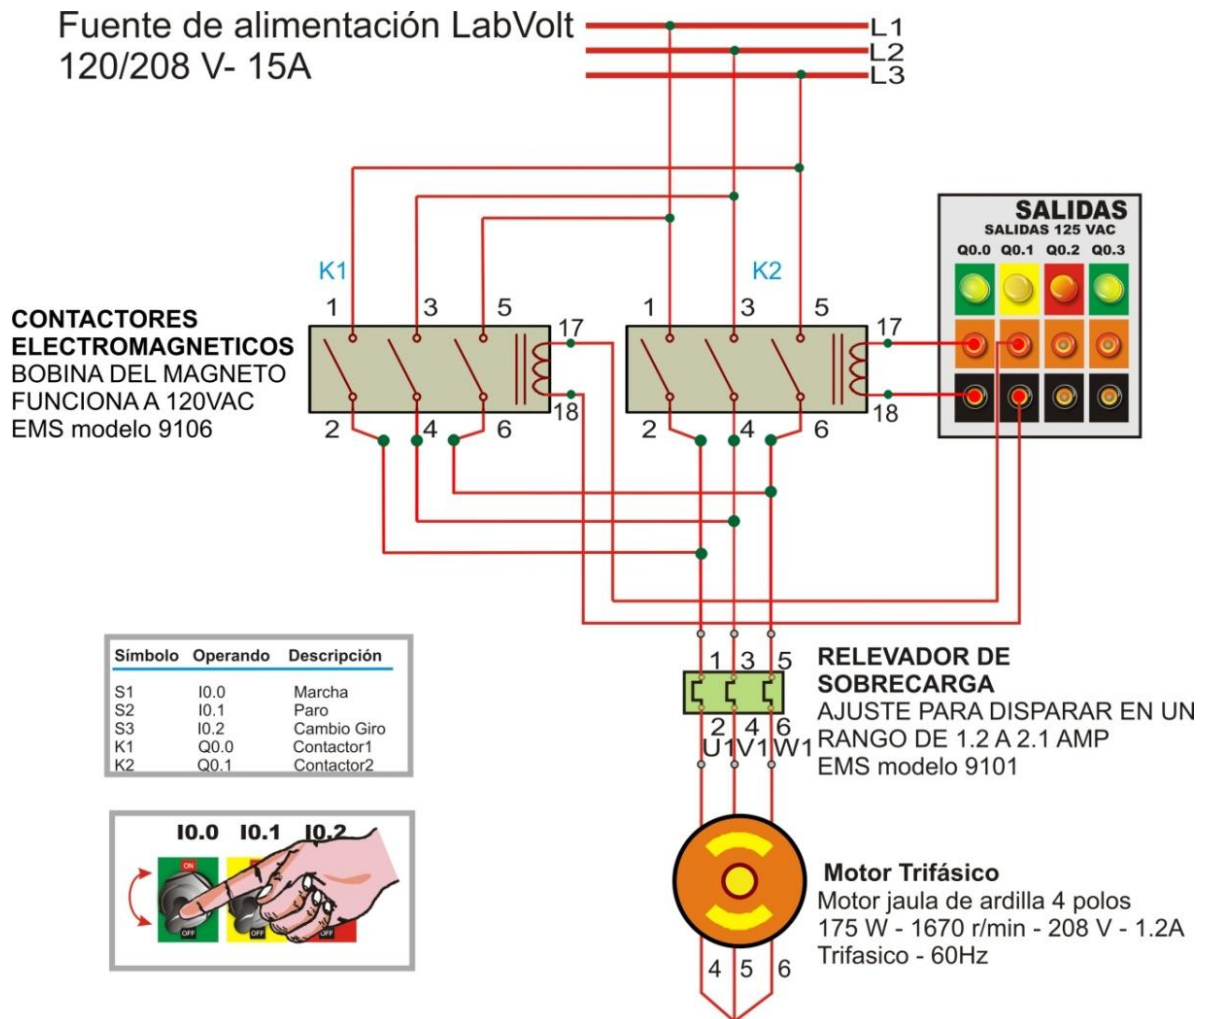 Fuente de alimentación LabVolt
120/208 V- 15A
L1
L2
L3
SALIDAS
SALIDAS 125 VAC
Q0.0 Q0.1 Q0.2 Q0.3
K1
K2
1 3 5 17
1 3 5 17
CONTACTORES
ELECTROMAGNETICOS
BOBINA DEL MAGNETO
FUNCIONA A 120VAC
EMS modelo 9106
2 4 6 18
2 4 6 18
Símbolo Operando Descripción
S1 I0.0 Marcha
S2 I0.1 Paro
S3 I0.2 Cambio Giro
K1 Q0.0 Contactor1
K2 Q0.1 Contactor2
1 3 5
2 4 6
U1 V1 W1
RELEVADOR DE
SOBRECARGA
AJUSTE PARA DISPARAR EN UN
RANGO DE 1.2 A 2.1 AMP
EMS modelo 9101
I0.0 I0.1 I0.2
ON
OFF OFF OFF
Motor Trifásico
Motor jaula de ardilla 4 polos
175 W - 1670 r/min - 208 V - 1.2A
Trifasico - 60Hz
4 5 6